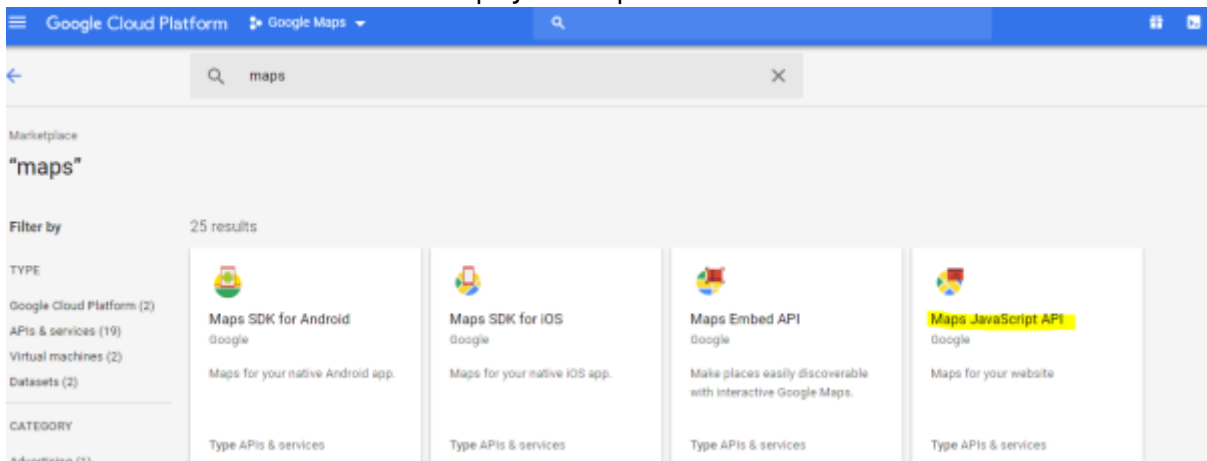 Google Cloud Platform Google Maps
maps
Marketplace
"maps"
Filter by
25 results
TYPE
Google Cloud Platform (2)
APIs & services (19)
Virtual machines (2)
Datasets (2)
CATEGORY
Maps SDK for Android
Google
Maps for your native Android app.
Type APIs & services
Maps SDK for iOS
Google
Maps for your native iOS app.
Type APIs & services
Maps Embed API
Google
Make places easily discoverable
with interactive Google Maps.
Type APIs & services
Maps JavaScript API
Google
Maps for your website
Type APIs & services